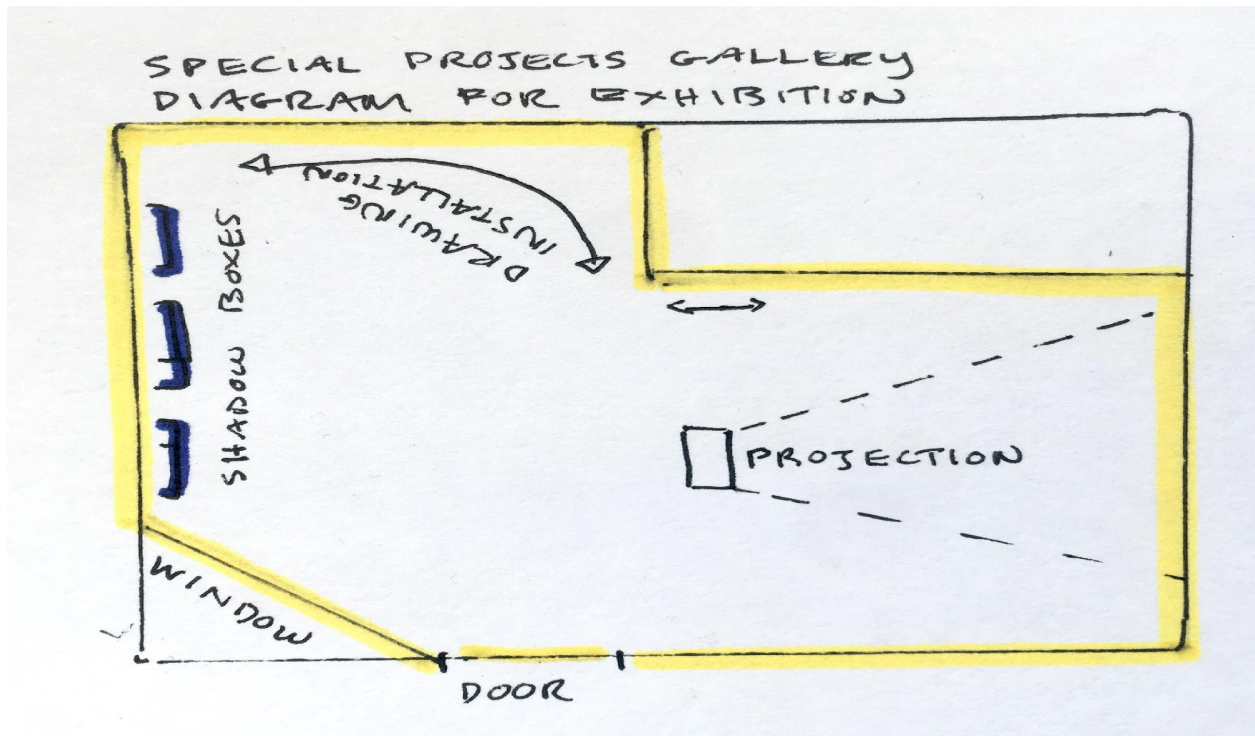 SPECIAL PROJECTS GALLERY
DIAGRAM FOR EXHIBITION
DRAWING
INSTALLATION
SHADOW BOXES
PROJECTION
WINDOW
DOOR